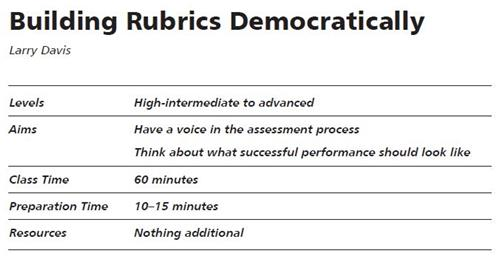 Building Rubrics Democratically
Larry Davis
Levels High-intermediate to advanced
Aims Have a voice in the assessment process
Think about what successful performance should look like
Class Time 60 minutes
Preparation Time 10–15 minutes
Resources Nothing additional